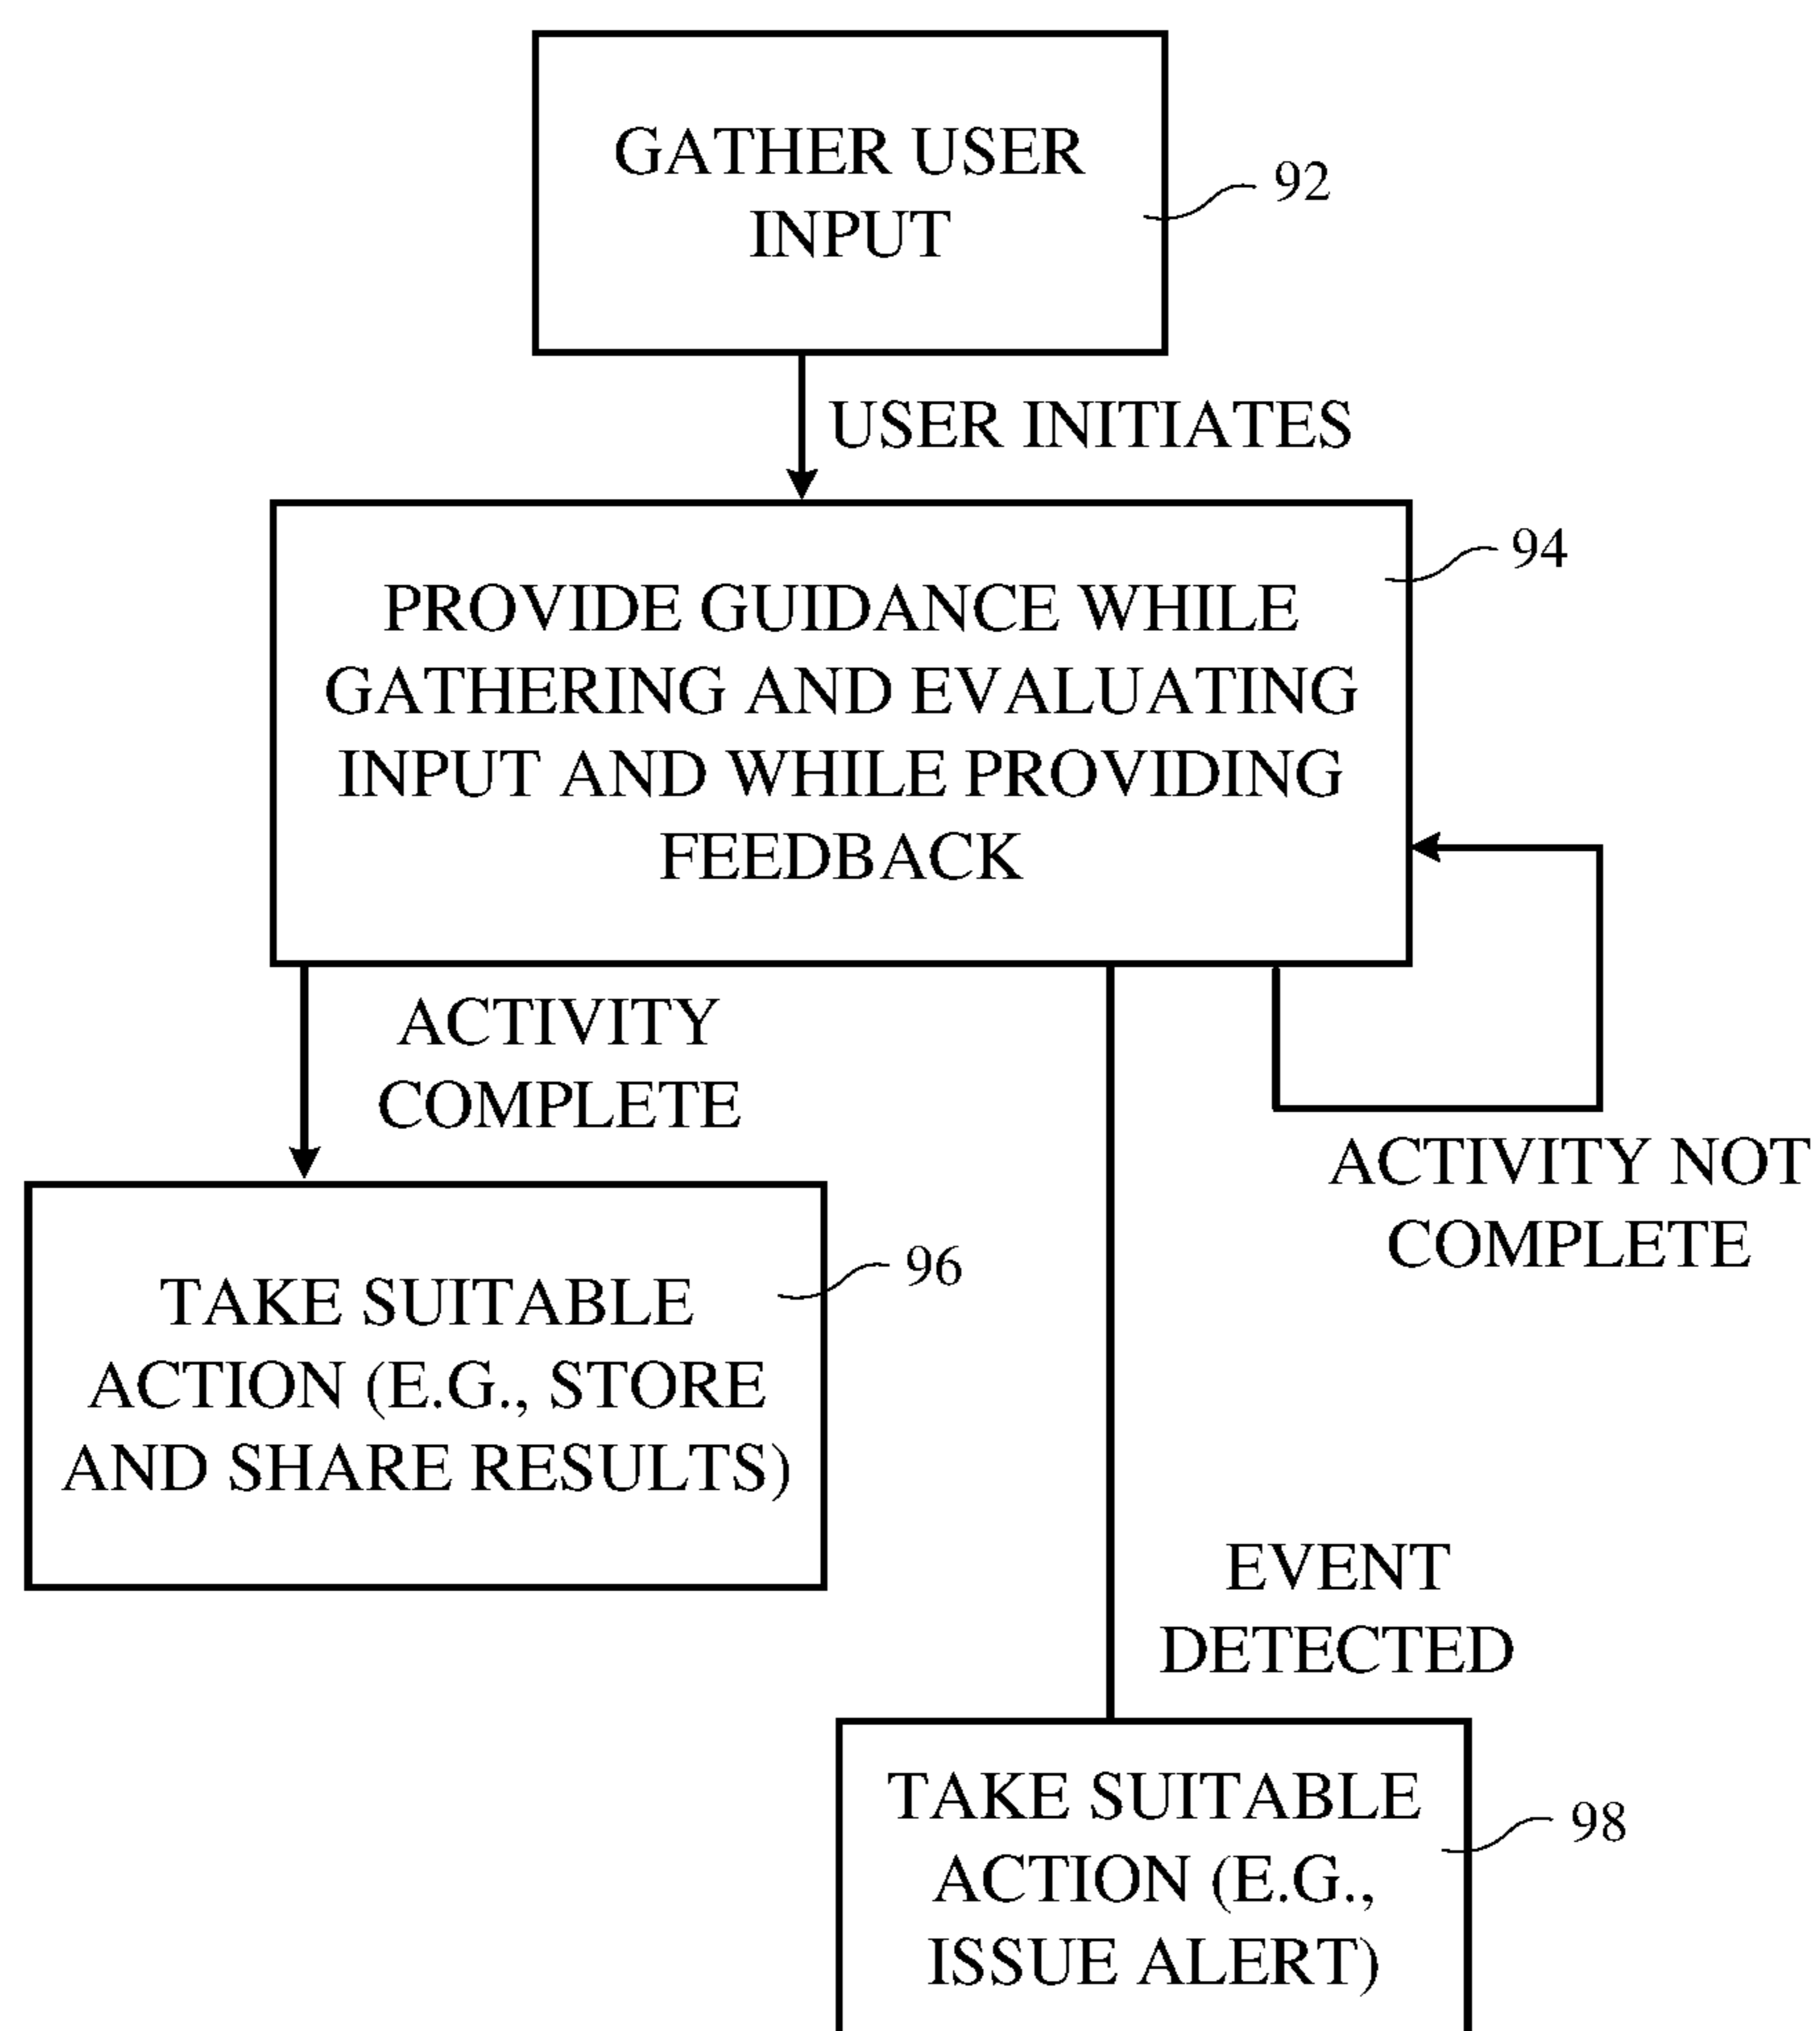 GATHER USER
INPUT
92
USER INITIATES
94
PROVIDE GUIDANCE WHILE
GATHERING AND EVALUATING
INPUT AND WHILE PROVIDING
FEEDBACK
ACTIVITY
COMPLETE
ACTIVITY NOT
COMPLETE
96
TAKE SUITABLE
ACTION (E.G., STORE
AND SHARE RESULTS)
EVENT
DETECTED
TAKE SUITABLE
ACTION (E.G.,
ISSUE ALERT)
98